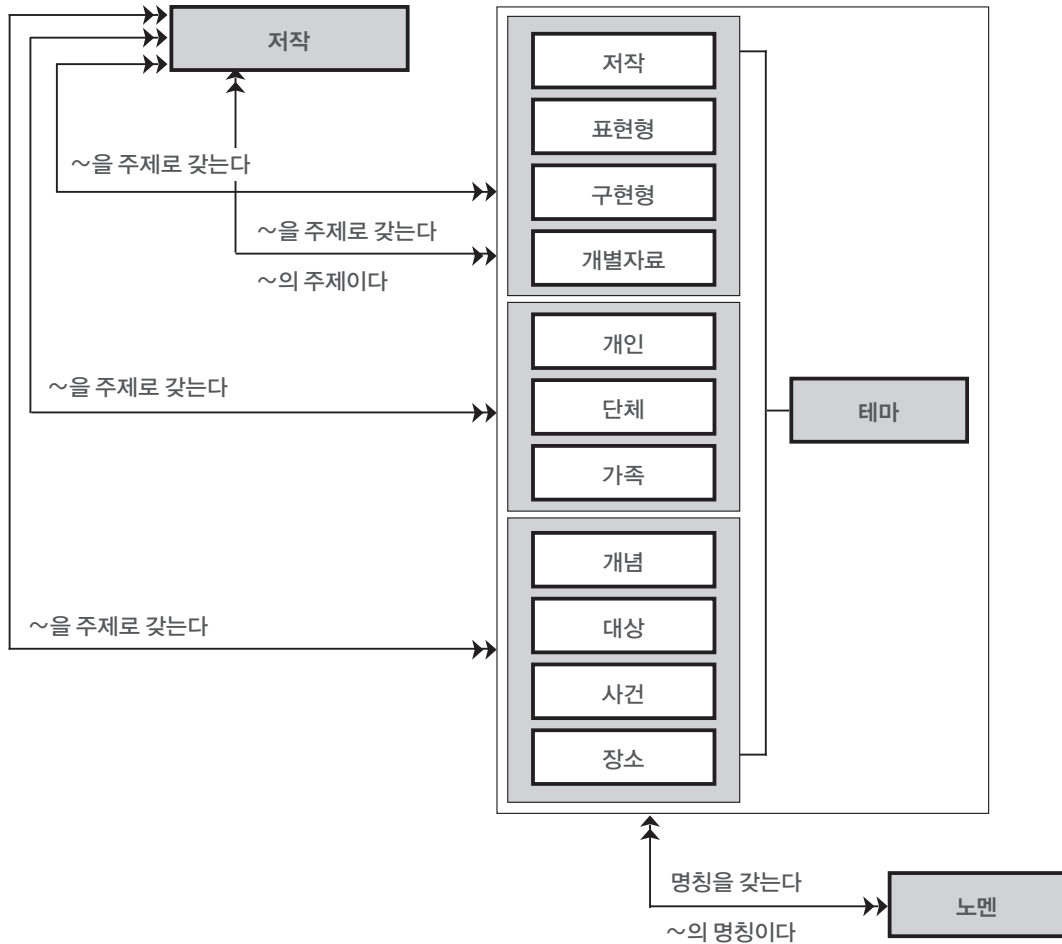 저작
저작
표현형
~을 주제로 갖는다
구현형
~을 주제로 갖는다
개별자료
~의 주제이다
개인
~을 주제로 갖는다
단체
테마
가족
개념
~을 주제로 갖는다
대상
사건
장소
명칭을 갖는다
노멘
~의 명칭이다